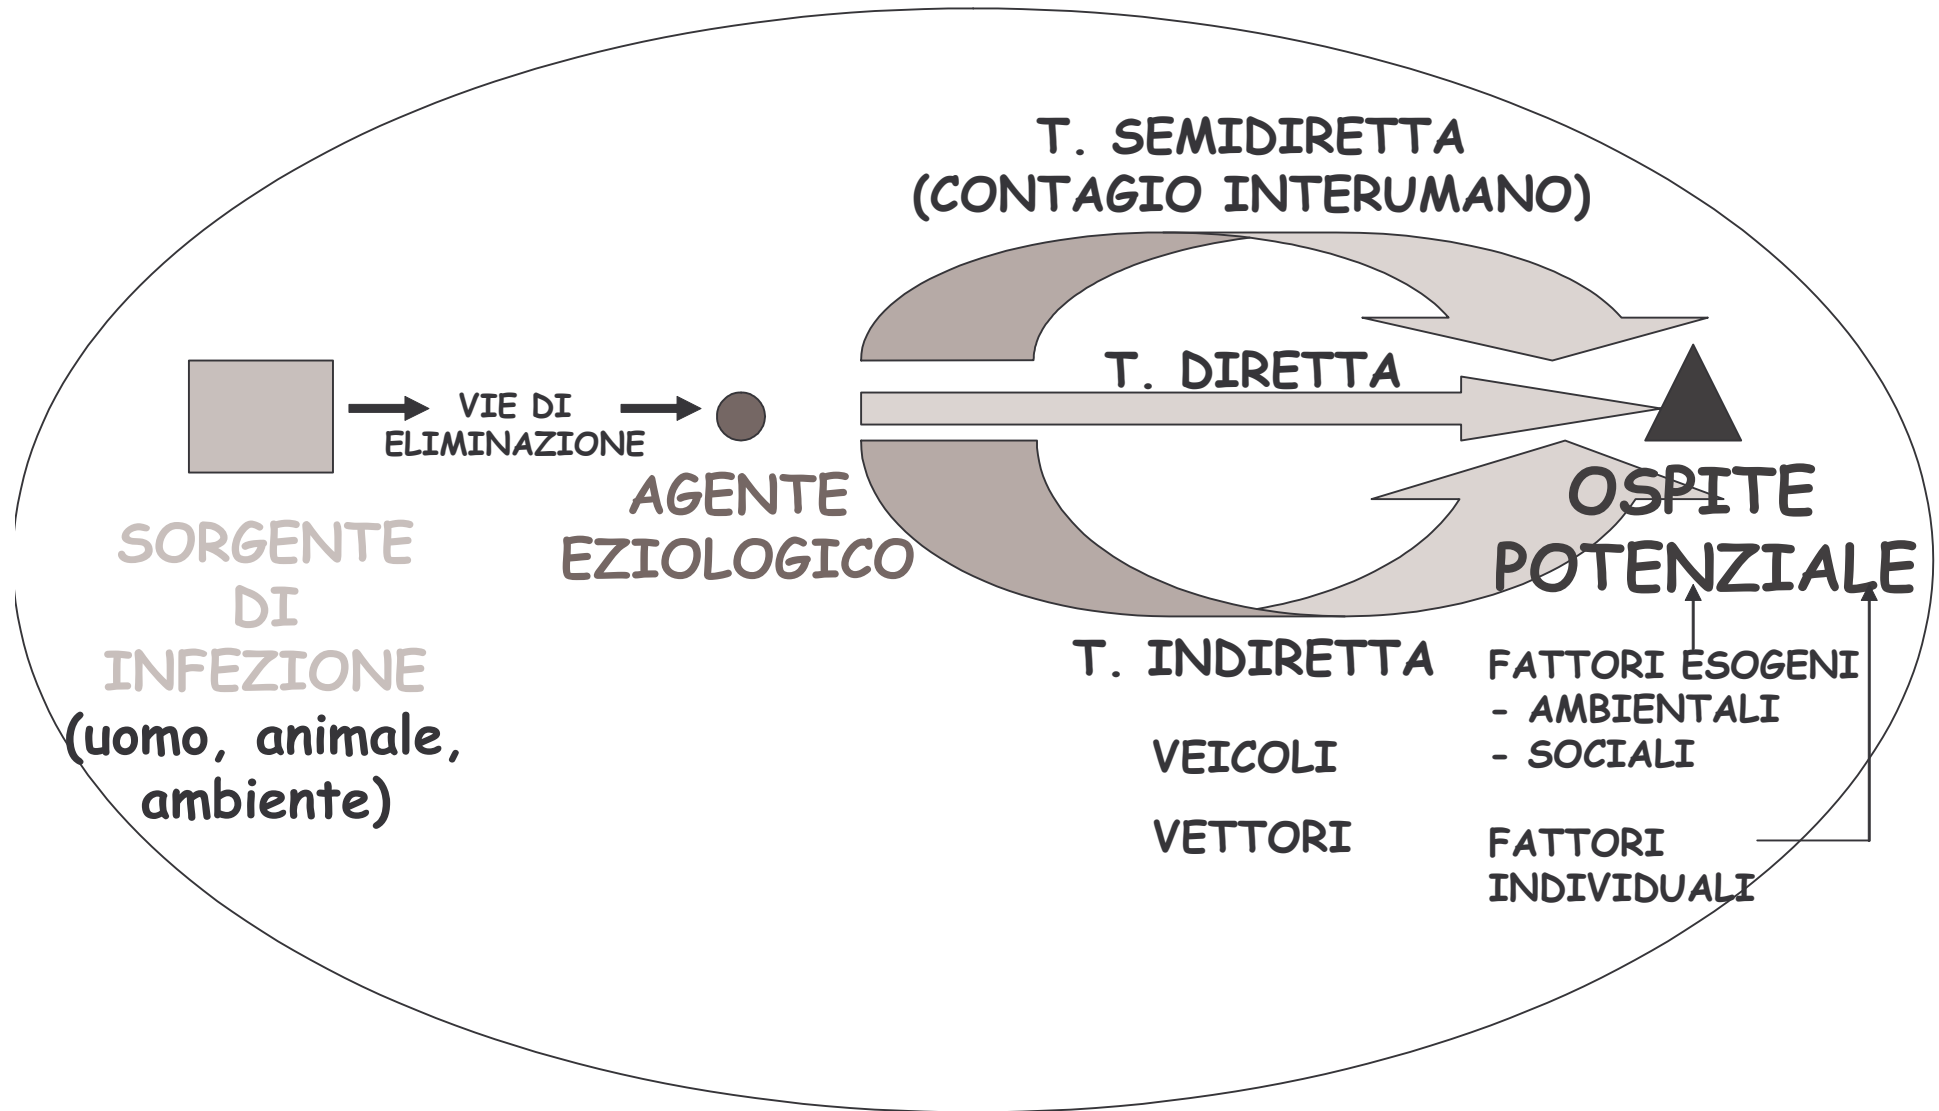 T. SEMIDIRETTA
(CONTAGIO INTERUMANO)
T. DIRETTA
VIE DI
ELIMINAZIONE
AGENTE
EZIOLOGICO
SORGENTE
DI
INFEZIONE
(uomo, animale,
ambiente)
OSPITE
POTENZIALE
T. INDIRETTA
VEICOLI
VETTORI
FATTORI ESOGENI
- AMBIENTALI
- SOCIALI
FATTORI
INDIVIDUALI